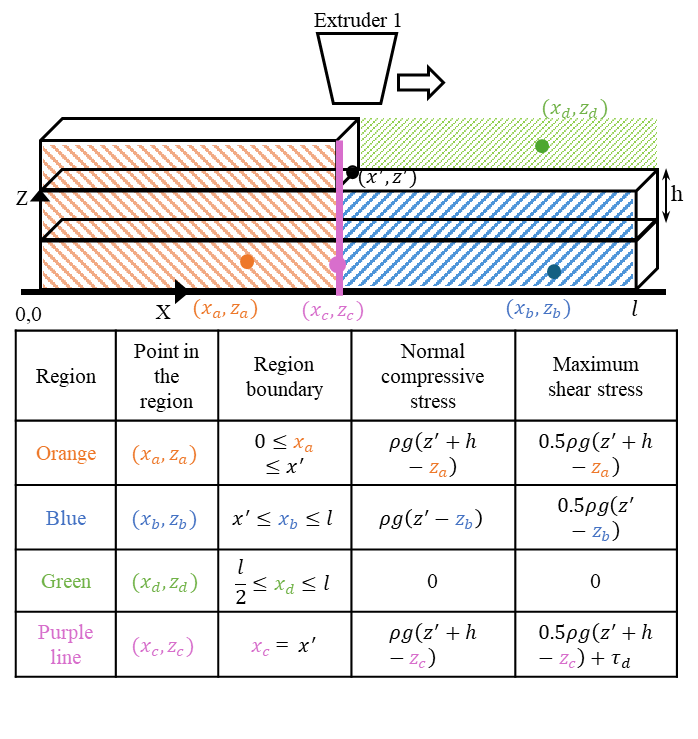 Extruder 1
(x_d, z_d)
(x', z')
Z
h
0,0
X
(x_a, z_a)
(x_c, z_c)
(x_b, z_b)
l
Region
Point in
the
region
Region
boundary
Normal
compressive
stress
Maximum
shear stress
Orange
(x_a, z_a)
0 ≤ x_a
≤ x'
ρg(z' + h
− z_a)
0.5ρg(z' + h
− z_a)
Blue
(x_b, z_b)
x' ≤ x_b ≤ l
ρg(z' − z_b)
0.5ρg(z'
− z_b)
Green
(x_d, z_d)
l/2 ≤ x_d ≤ l
0
0
Purple
line
(x_c, z_c)
x_c = x'
ρg(z' + h
− z_c)
0.5ρg(z' + h
− z_c) + τ_d